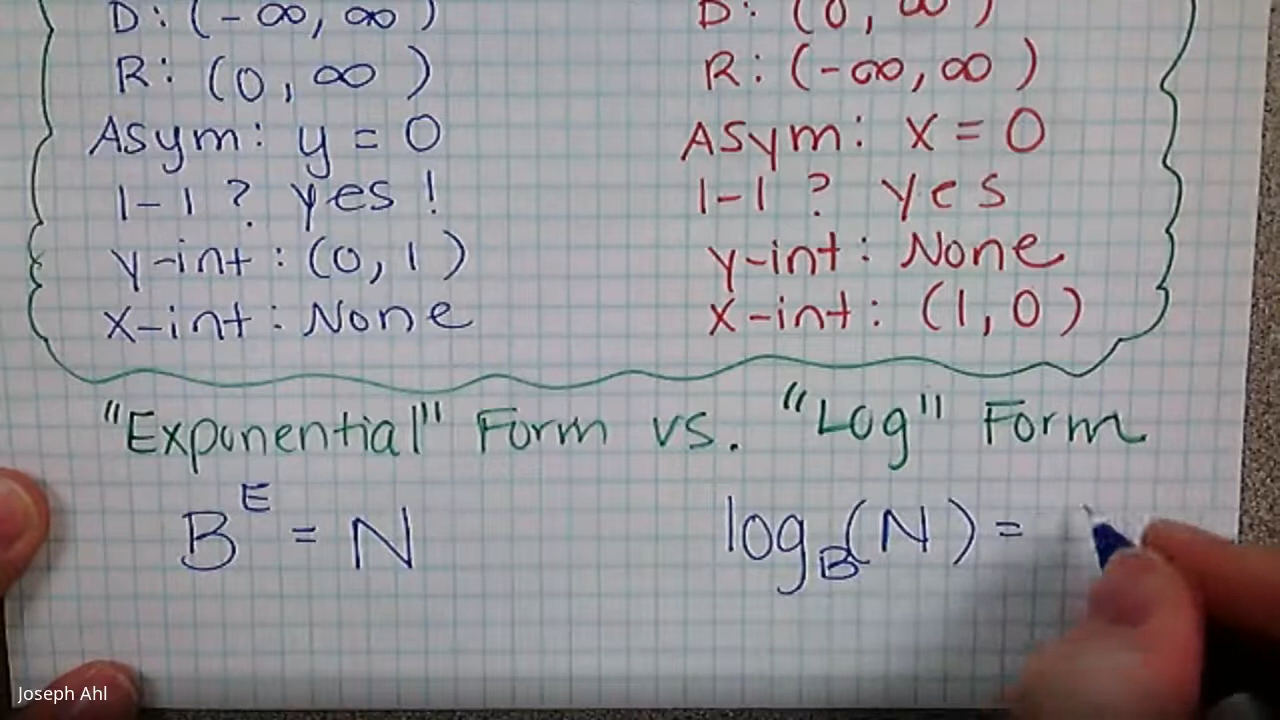 D: (-∞, ∞)
R: (0, ∞)
Asym: y = 0
1-1 ? yes !
y-int : (0, 1)
x-int : None
D: (0, ∞)
R: (-∞, ∞)
Asym: x = 0
1-1 ? yes
y-int : None
x-int : (1, 0)
"Exponential" Form vs. "Log" Form
B^E = N
log_B(N) =
Joseph Ahl